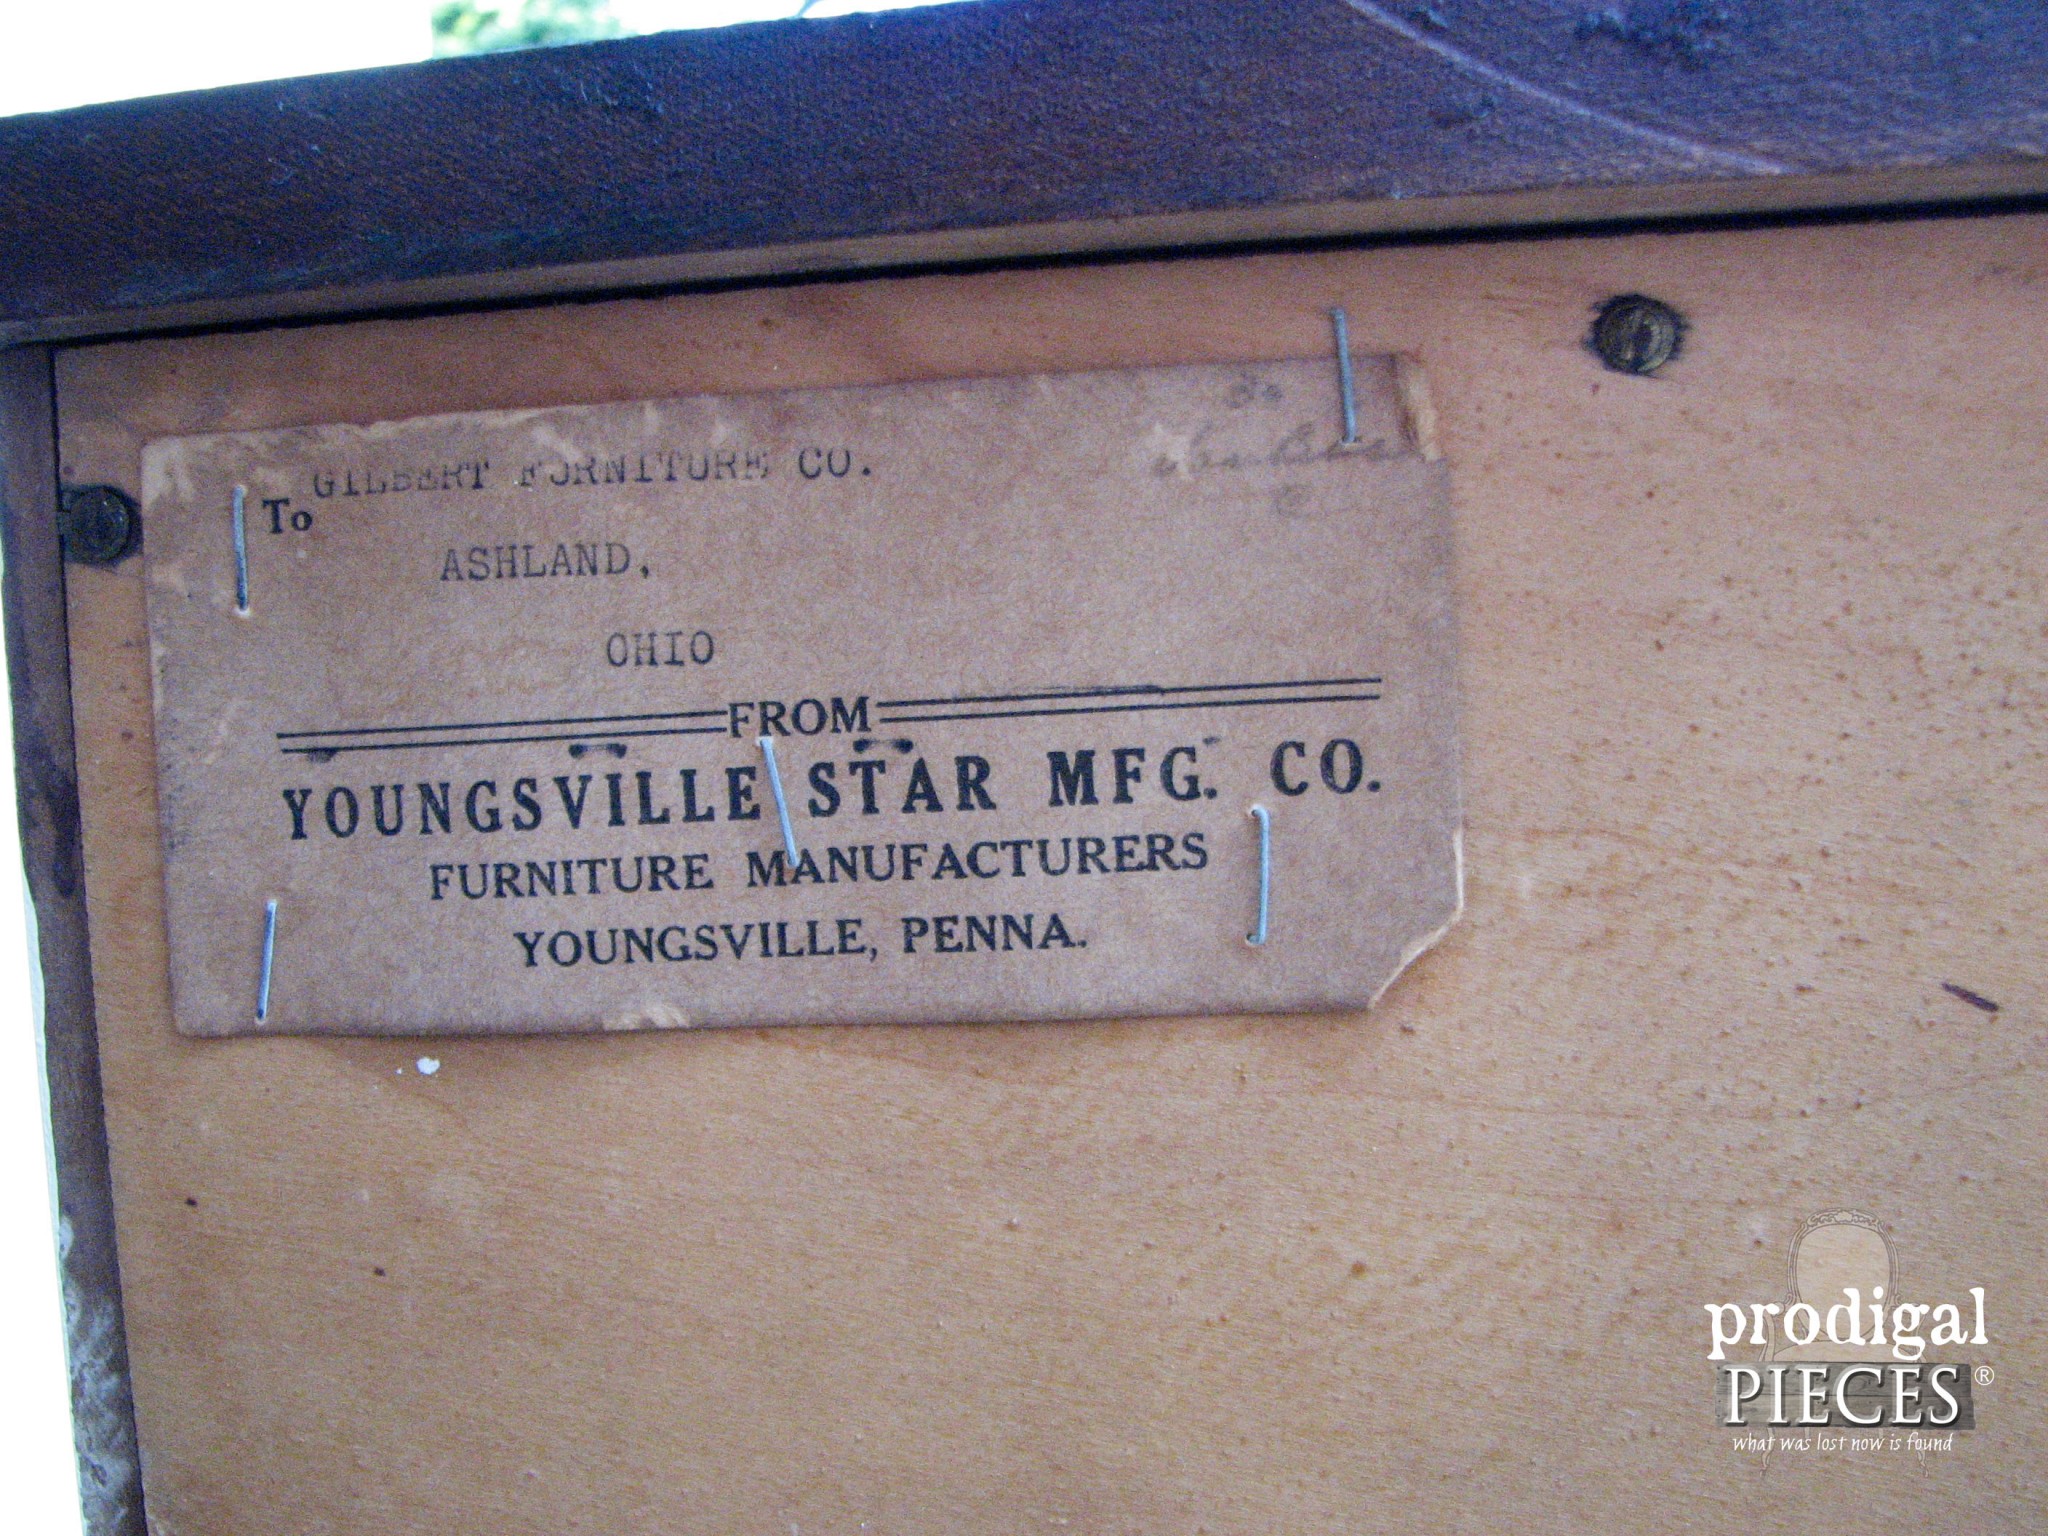 GILBERT FURNITURE CO.
To
ASHLAND,
OHIO
FROM
YOUNGSVILLE STAR MFG. CO.
FURNITURE MANUFACTURERS
YOUNGSVILLE, PENNA.
prodigal
PIECES®
what was lost now is found